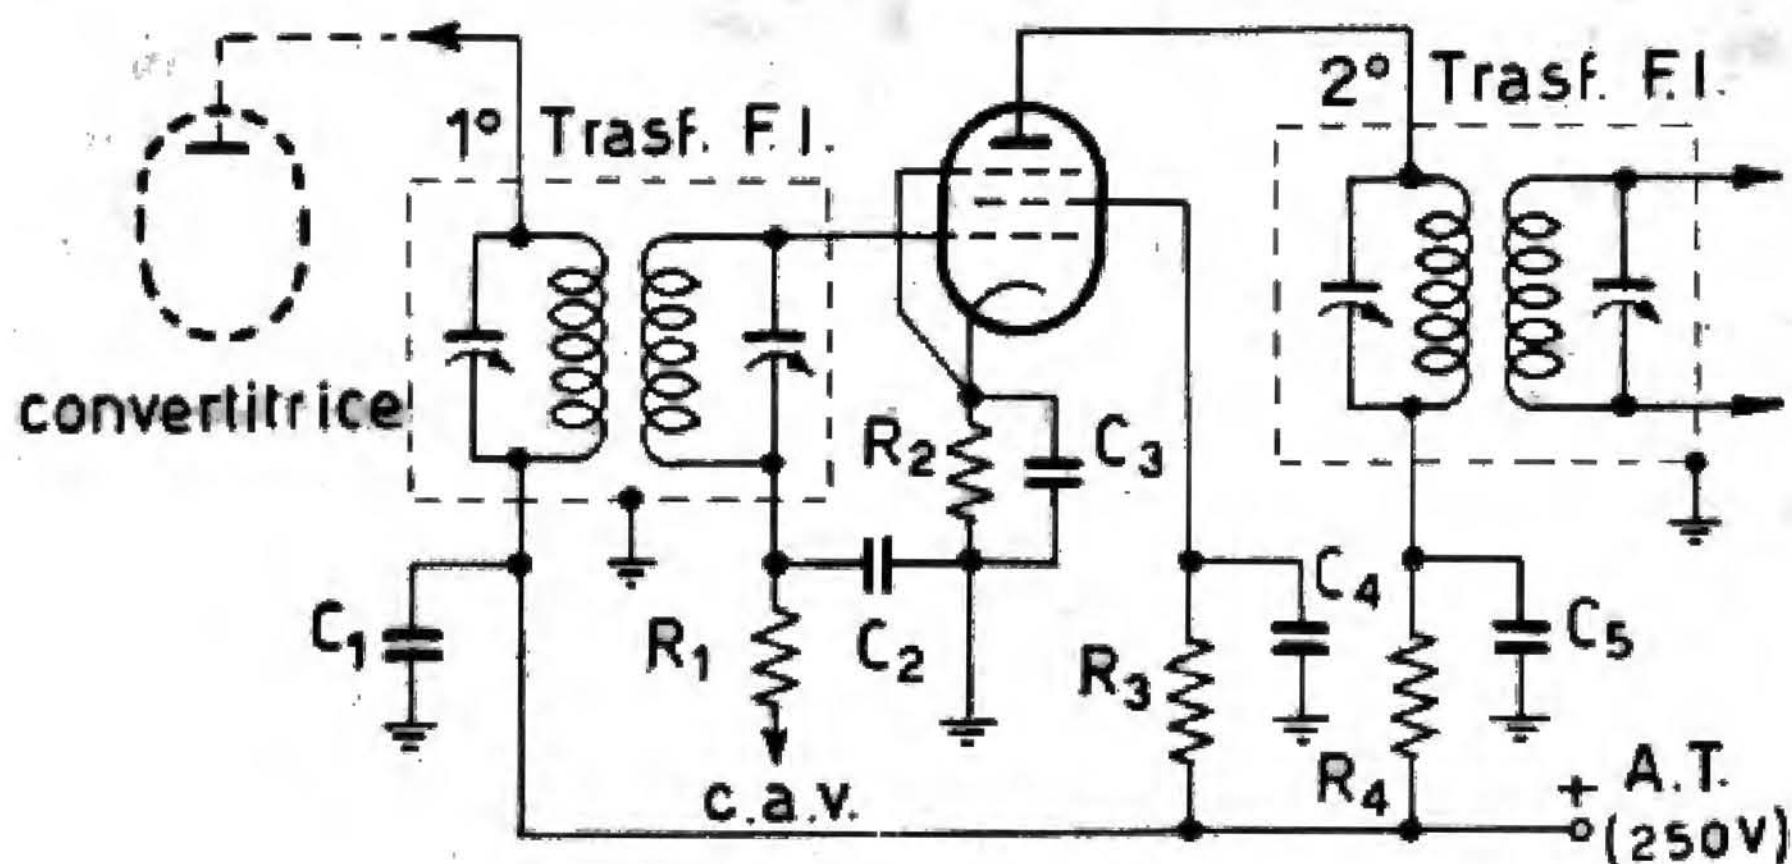 1° Trasf. F.I.
2° Trasf. F.I.
convertitrice
R2
C3
C1
R1
C2
R3
C4
R4
C5
c.a.v.
+ A.T.
(250V)